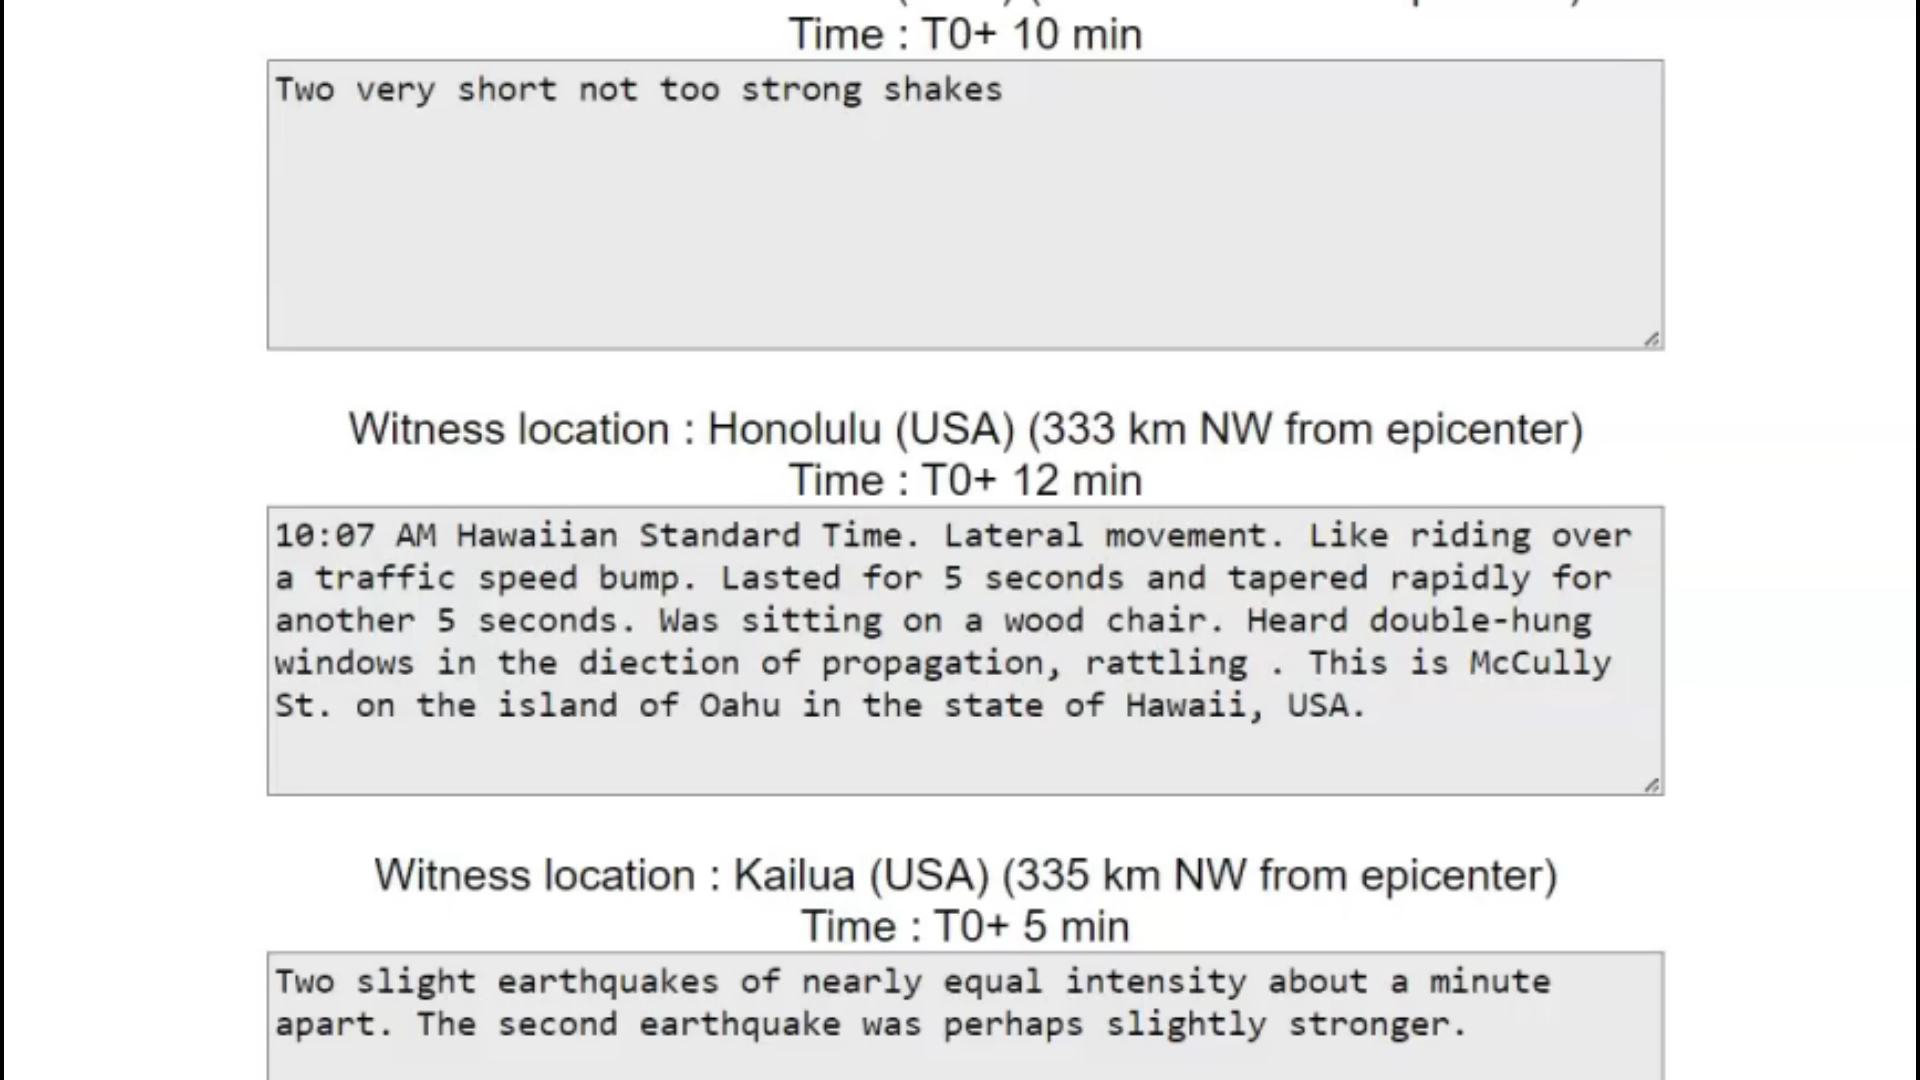 Time : T0+ 10 min
Two very short not too strong shakes
Witness location : Honolulu (USA) (333 km NW from epicenter)
Time : T0+ 12 min
10:07 AM Hawaiian Standard Time. Lateral movement. Like riding over
a traffic speed bump. Lasted for 5 seconds and tapered rapidly for
another 5 seconds. Was sitting on a wood chair. Heard double-hung
windows in the diection of propagation, rattling . This is McCully
St. on the island of Oahu in the state of Hawaii, USA.
Witness location : Kailua (USA) (335 km NW from epicenter)
Time : T0+ 5 min
Two slight earthquakes of nearly equal intensity about a minute
apart. The second earthquake was perhaps slightly stronger.